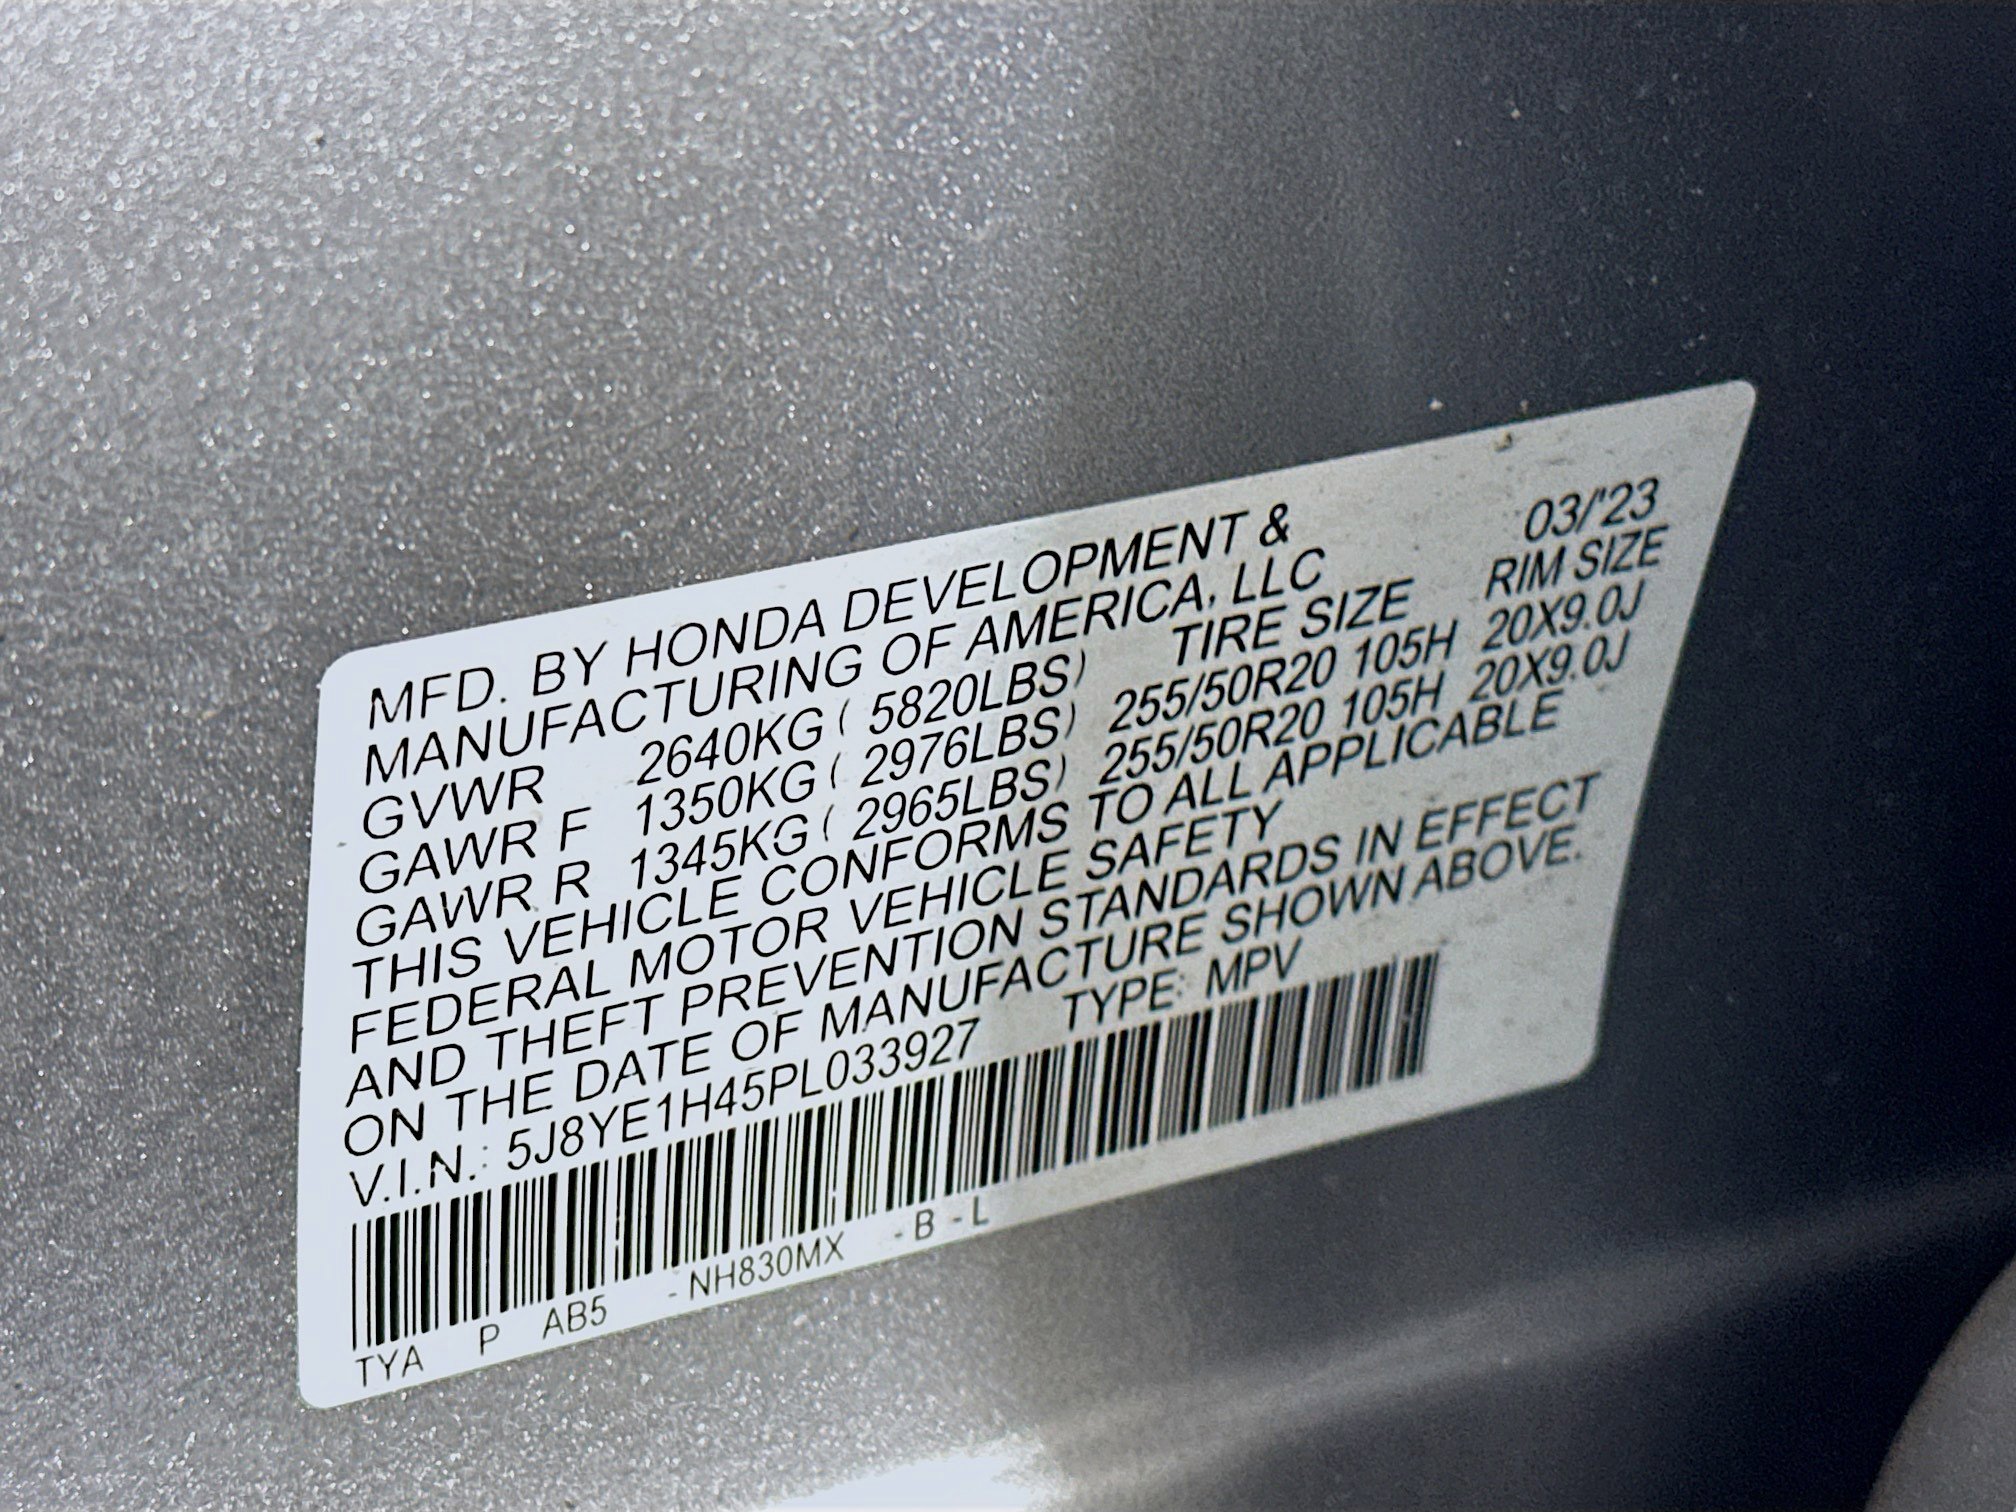 MFD. BY HONDA DEVELOPMENT & 03/'23
MANUFACTURING OF AMERICA, LLC
GVWR 2640KG ( 5820LBS) TIRE SIZE RIM SIZE
GAWR F 1350KG ( 2976LBS) 255/50R20 105H 20X9.0J
GAWR R 1345KG ( 2965LBS) 255/50R20 105H 20X9.0J
THIS VEHICLE CONFORMS TO ALL APPLICABLE
FEDERAL MOTOR VEHICLE SAFETY
AND THEFT PREVENTION STANDARDS IN EFFECT
ON THE DATE OF MANUFACTURE SHOWN ABOVE.
V.I.N.: 5J8YE1H45PL033927 TYPE: MPV
TYA P AB5 - NH830MX - B - L